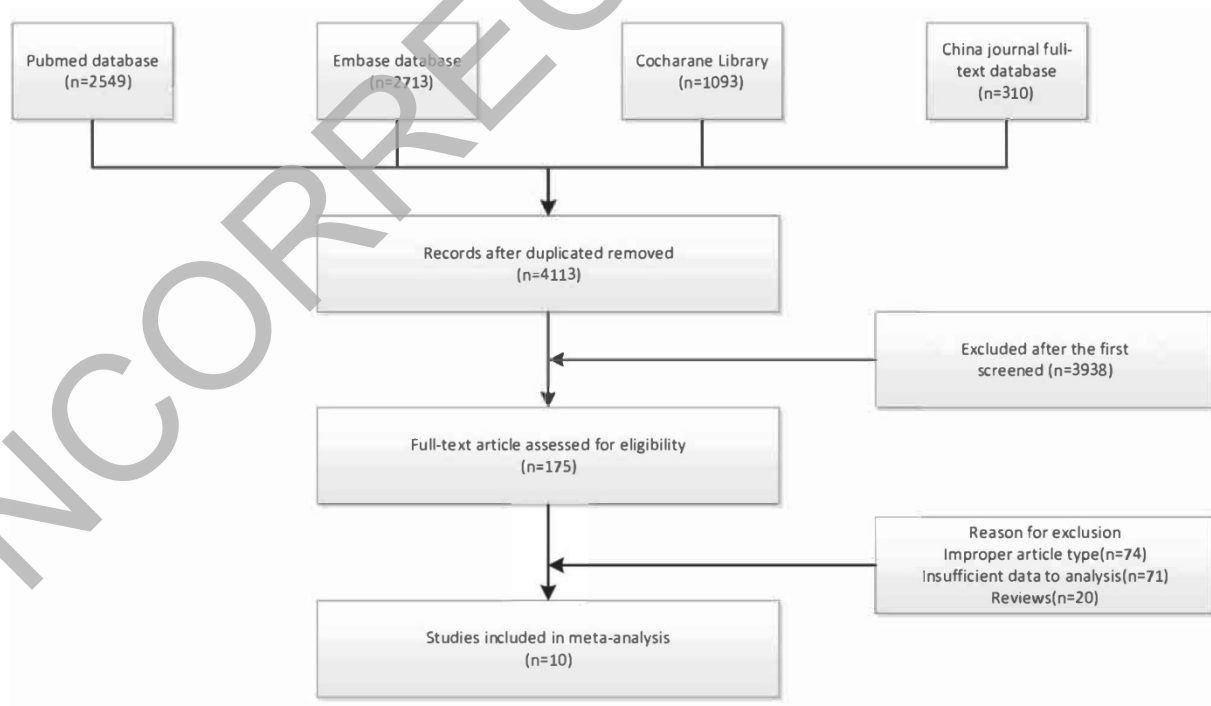 Pubmed database
(n=2549)
Embase database
(n=2713)
Cocharane Library
(n=1093)
China journal full-
text database
(n=310)
Records after duplicated removed
(n=4113)
Excluded after the first
screened (n=3938)
Full-text article assessed for eligibility
(n=175)
Reason for exclusion
Improper article type(n=74)
Insufficient data to analysis(n=71)
Reviews(n=20)
Studies included in meta-analysis
(n=10)
NCORREC